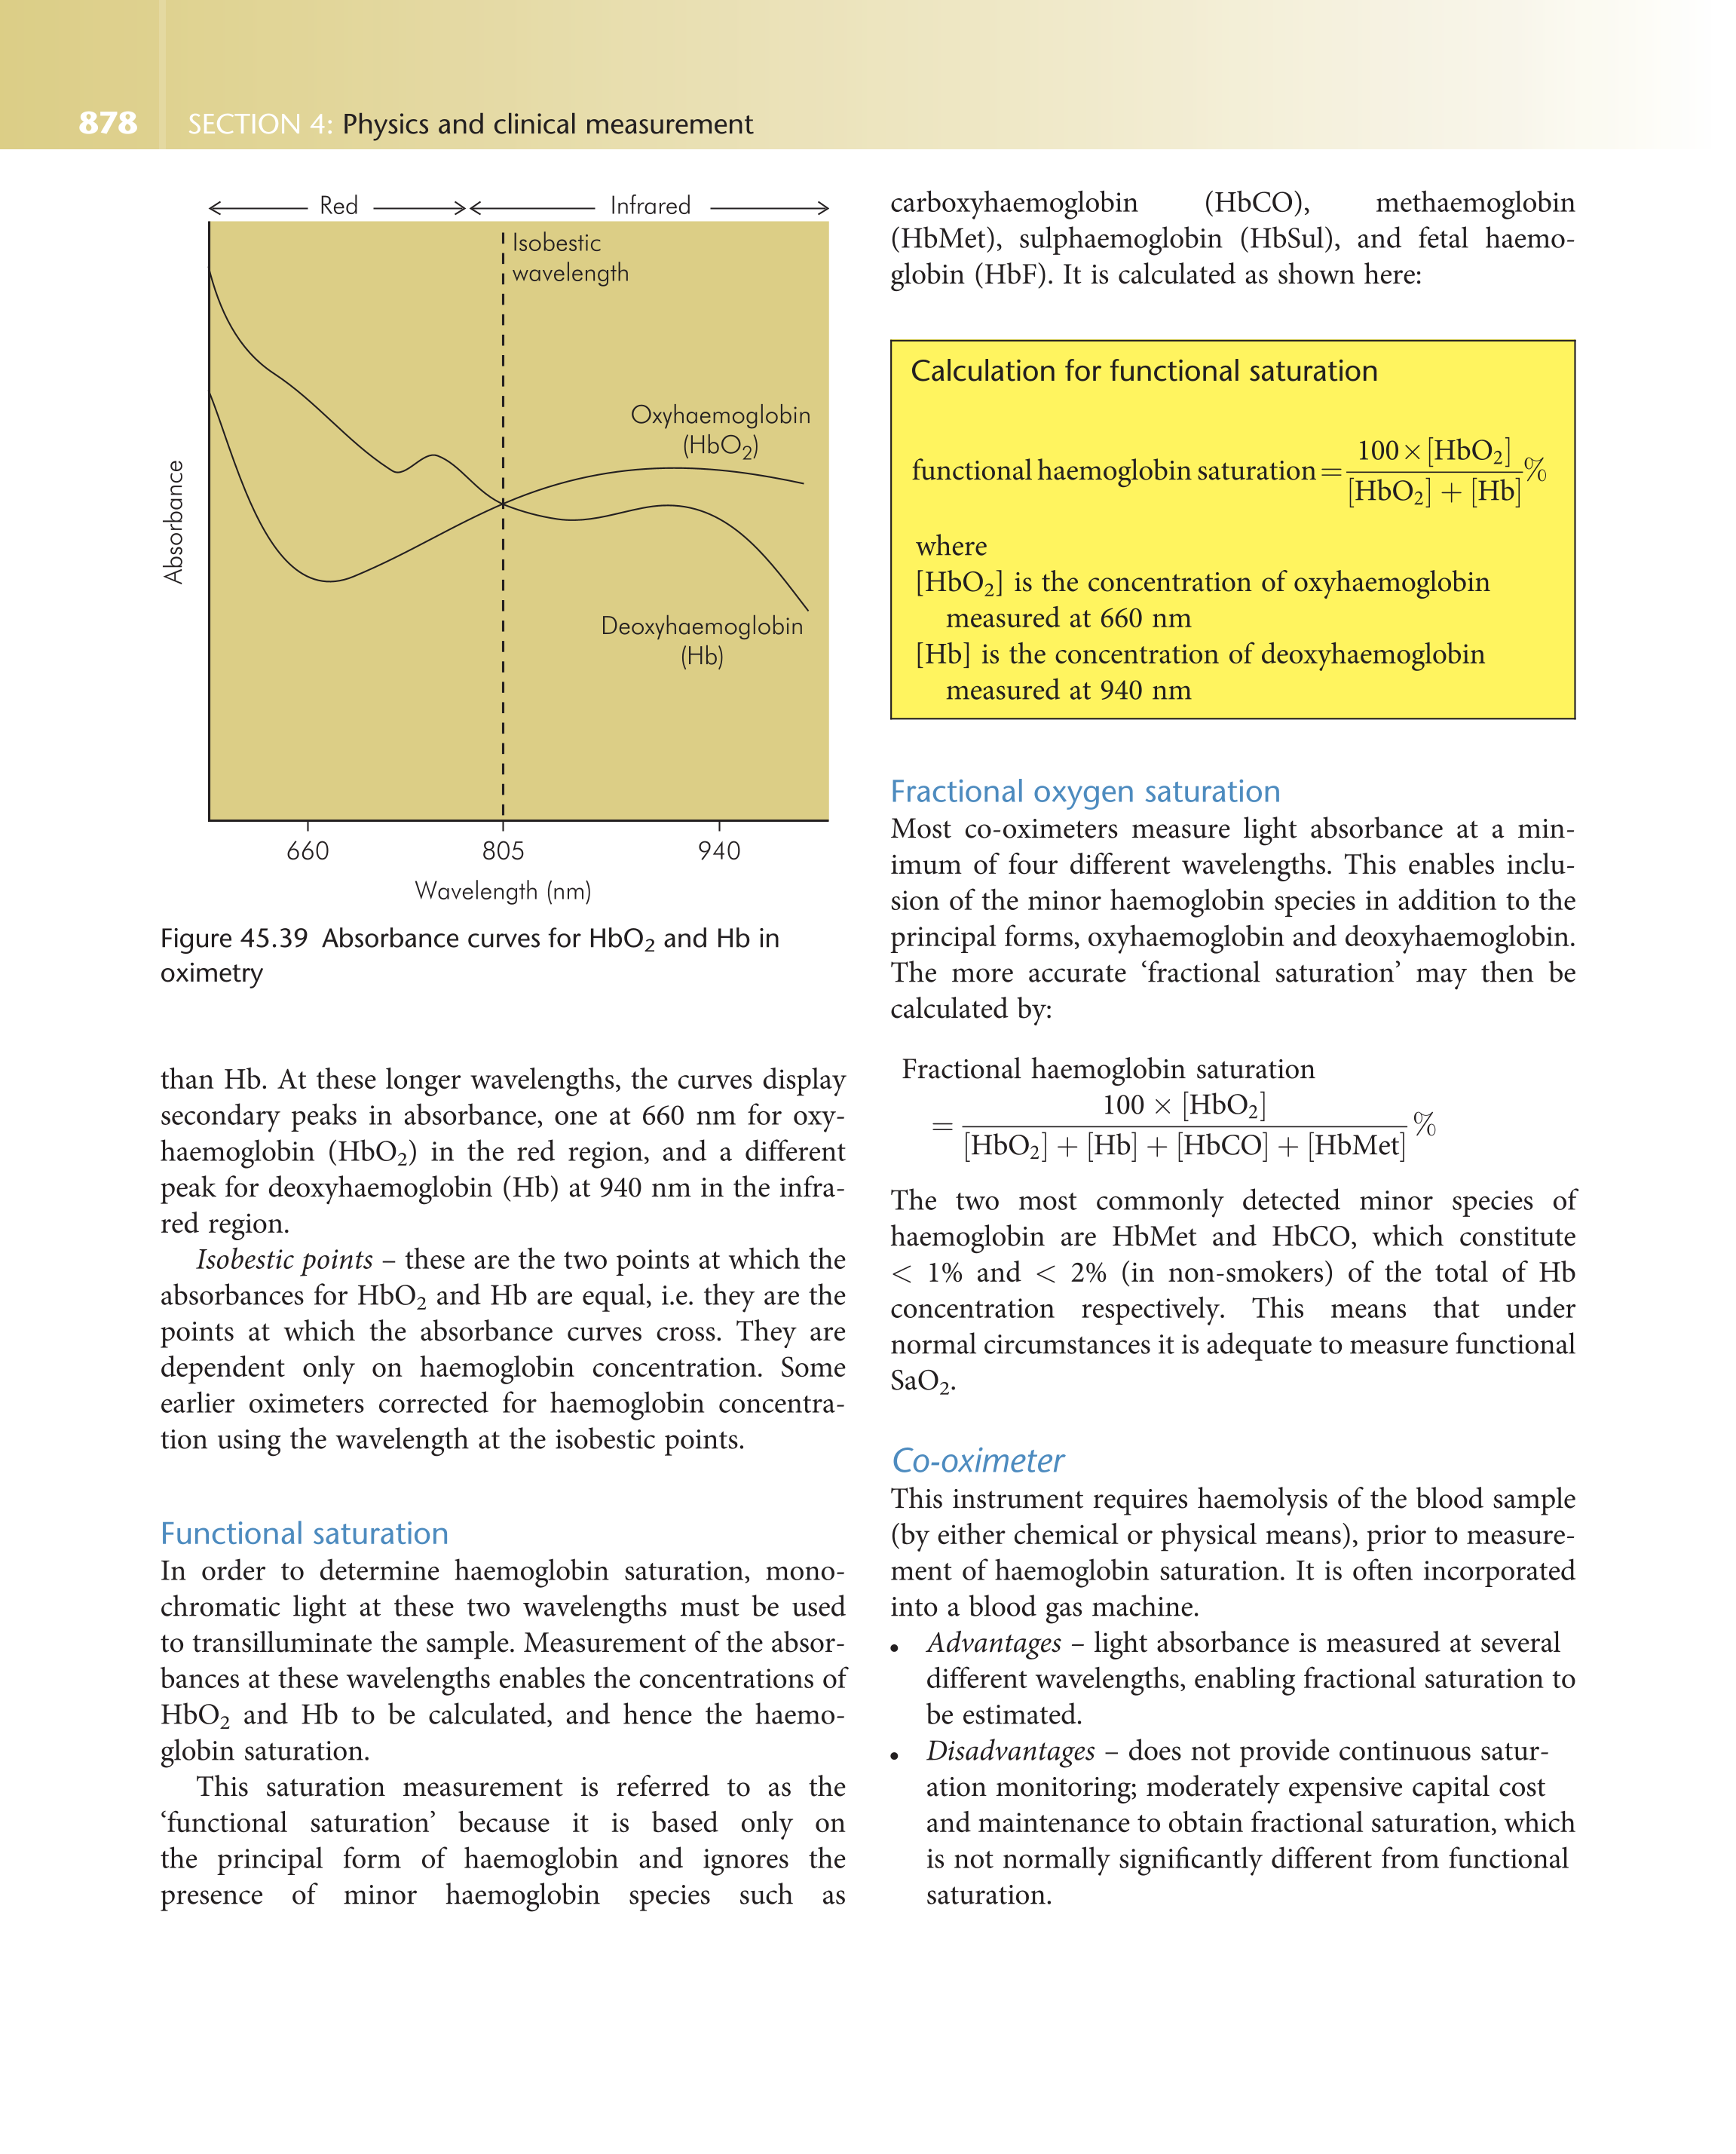 878 SECTION 4: Physics and clinical measurement
Red
Infrared
Isobestic
wavelength
Oxyhaemoglobin
(HbO₂)
Deoxyhaemoglobin
(Hb)
Absorbance
660 805 940
Wavelength (nm)
Figure 45.39 Absorbance curves for HbO₂ and Hb in
oximetry
than Hb. At these longer wavelengths, the curves display
secondary peaks in absorbance, one at 660 nm for oxy-
haemoglobin (HbO₂) in the red region, and a different
peak for deoxyhaemoglobin (Hb) at 940 nm in the infra-
red region.
Isobestic points – these are the two points at which the
absorbances for HbO₂ and Hb are equal, i.e. they are the
points at which the absorbance curves cross. They are
dependent only on haemoglobin concentration. Some
earlier oximeters corrected for haemoglobin concentra-
tion using the wavelength at the isobestic points.
Functional saturation
In order to determine haemoglobin saturation, mono-
chromatic light at these two wavelengths must be used
to transilluminate the sample. Measurement of the absor-
bances at these wavelengths enables the concentrations of
HbO₂ and Hb to be calculated, and hence the haemo-
globin saturation.
This saturation measurement is referred to as the
‘functional saturation’ because it is based only on
the principal form of haemoglobin and ignores the
presence of minor haemoglobin species such as
carboxyhaemoglobin (HbCO), methaemoglobin
(HbMet), sulphaemoglobin (HbSul), and fetal haemo-
globin (HbF). It is calculated as shown here:
Calculation for functional saturation
100 × [HbO₂]
functional haemoglobin saturation = %
[HbO₂] + [Hb]
where
[HbO₂] is the concentration of oxyhaemoglobin
measured at 660 nm
[Hb] is the concentration of deoxyhaemoglobin
measured at 940 nm
Fractional oxygen saturation
Most co-oximeters measure light absorbance at a min-
imum of four different wavelengths. This enables inclu-
sion of the minor haemoglobin species in addition to the
principal forms, oxyhaemoglobin and deoxyhaemoglobin.
The more accurate ‘fractional saturation’ may then be
calculated by:
Fractional haemoglobin saturation
100 × [HbO₂]
= %
[HbO₂] + [Hb] + [HbCO] + [HbMet]
The two most commonly detected minor species of
haemoglobin are HbMet and HbCO, which constitute
< 1% and < 2% (in non-smokers) of the total of Hb
concentration respectively. This means that under
normal circumstances it is adequate to measure functional
SaO₂.
Co-oximeter
This instrument requires haemolysis of the blood sample
(by either chemical or physical means), prior to measure-
ment of haemoglobin saturation. It is often incorporated
into a blood gas machine.
• Advantages – light absorbance is measured at several
different wavelengths, enabling fractional saturation to
be estimated.
• Disadvantages – does not provide continuous satur-
ation monitoring; moderately expensive capital cost
and maintenance to obtain fractional saturation, which
is not normally significantly different from functional
saturation.